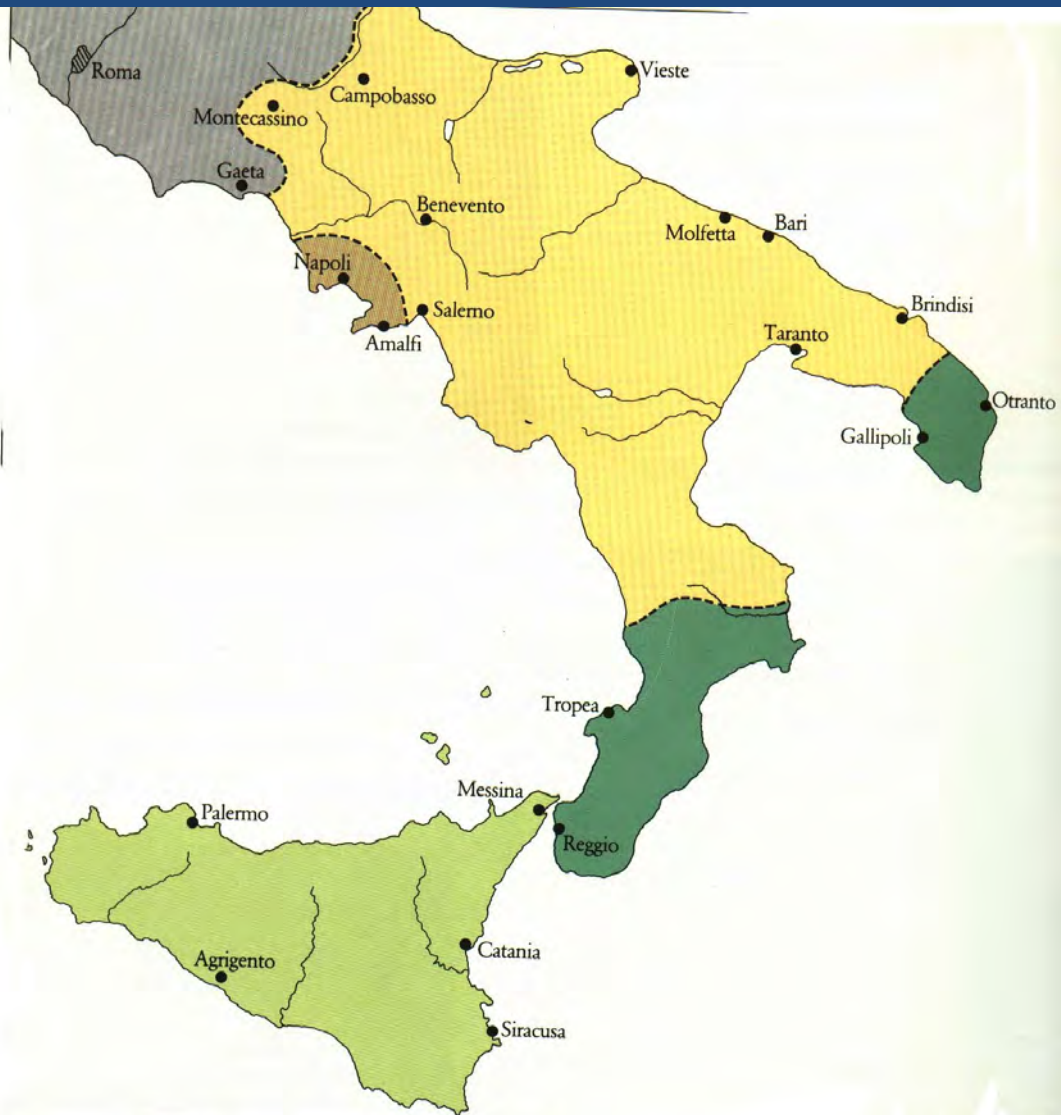 Roma
Vieste
Campobasso
Montecassino
Gaeta
Benevento
Molfetta
Bari
Napoli
Salerno
Brindisi
Amalfi
Taranto
Otranto
Gallipoli
Tropea
Messina
Palermo
Reggio
Catania
Agrigento
Siracusa